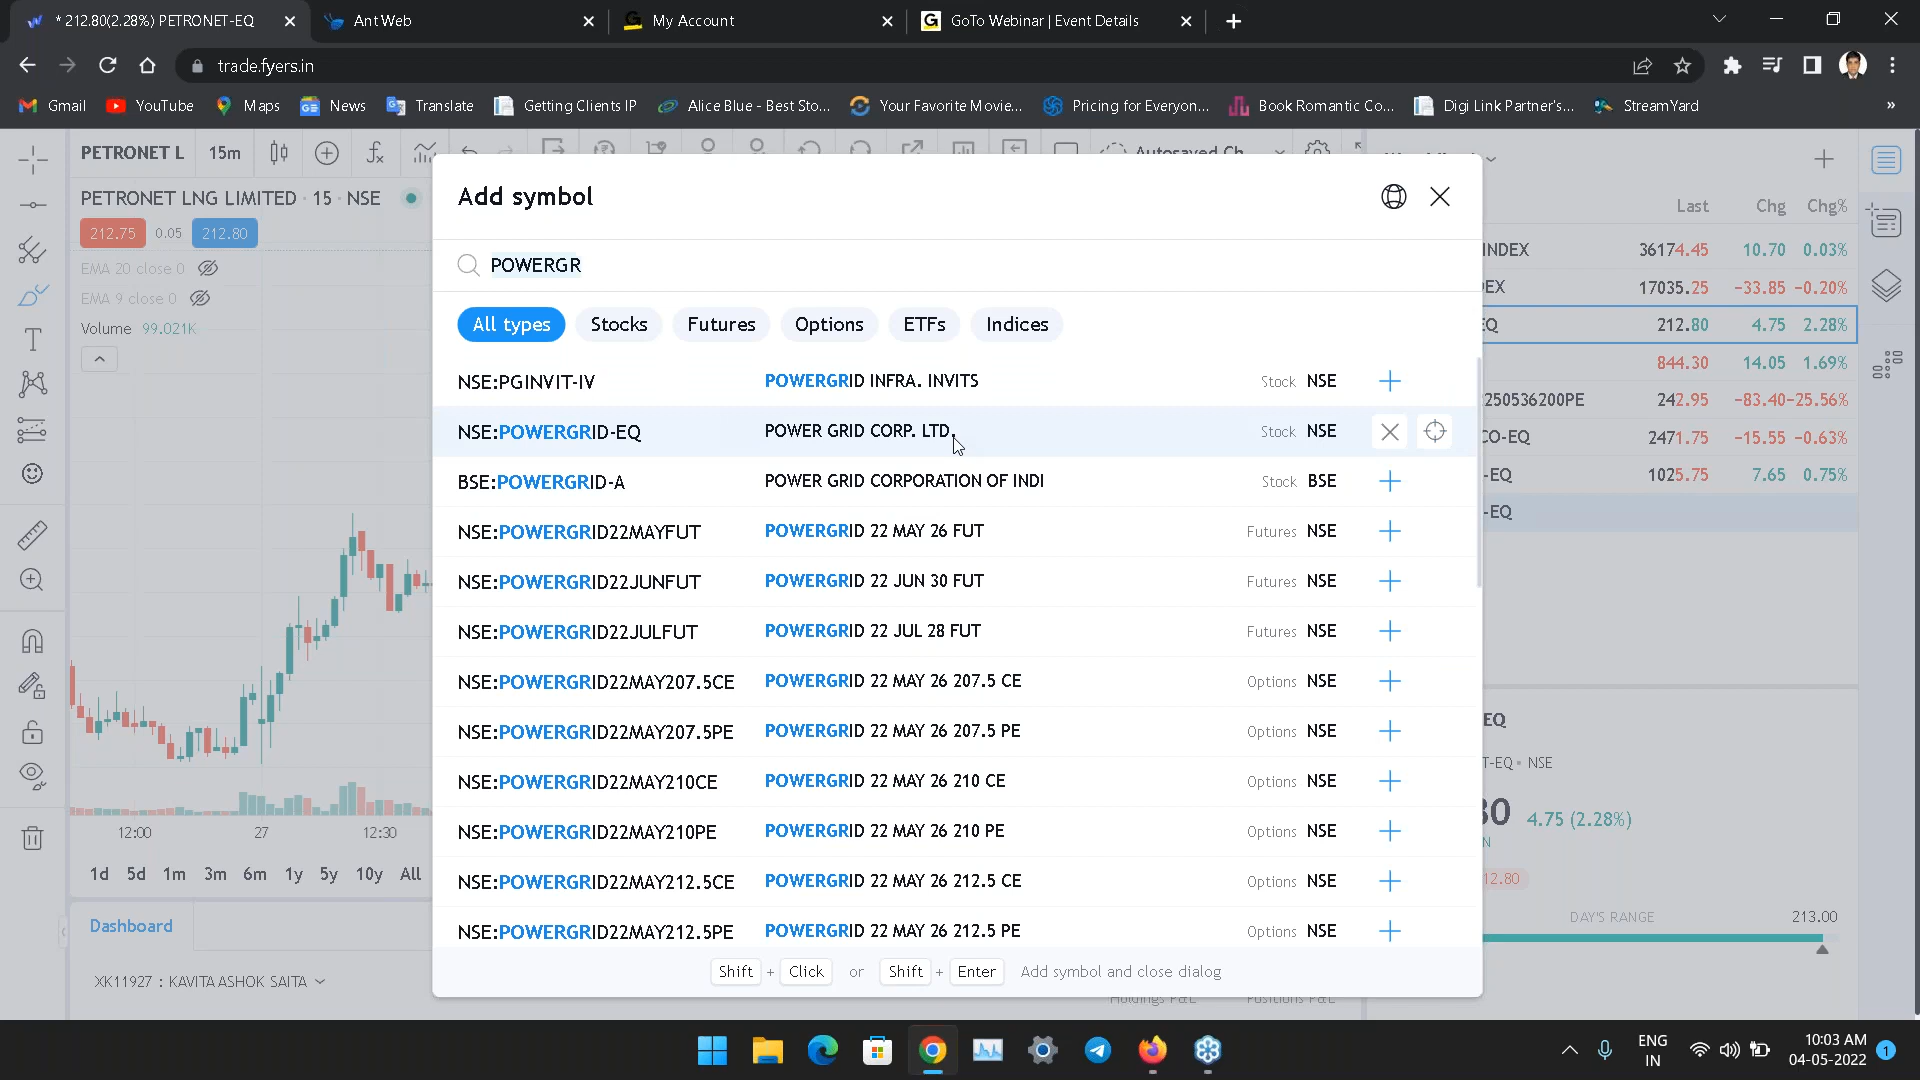 * 212.80(2.28%) PETRONET-EQ
Ant Web
My Account
GoTo Webinar | Event Details
trade.fyers.in
Gmail
YouTube
Maps
News
Translate
Getting Clients IP
Alice Blue - Best Sto...
Your Favorite Movie...
Pricing for Everyon...
Book Romantic Co...
Digi Link Partner's...
StreamYard
»
PETRONET L
15m
PETRONET LNG LIMITED · 15 · NSE
212.75
0.05
212.80
EMA 20 close 0
EMA 9 close 0
Volume 99.021K
12:00
27
12:30
1d 5d 1m 3m 6m 1y 5y 10y All
Dashboard
XK11927 : KAVITA ASHOK SAITA
Add symbol
POWERGR
All types
Stocks
Futures
Options
ETFs
Indices
NSE:PGINVIT-IV POWERGRID INFRA. INVITS Stock NSE
NSE:POWERGRID-EQ POWER GRID CORP. LTD. Stock NSE
BSE:POWERGRID-A POWER GRID CORPORATION OF INDI Stock BSE
NSE:POWERGRID22MAYFUT POWERGRID 22 MAY 26 FUT Futures NSE
NSE:POWERGRID22JUNFUT POWERGRID 22 JUN 30 FUT Futures NSE
NSE:POWERGRID22JULFUT POWERGRID 22 JUL 28 FUT Futures NSE
NSE:POWERGRID22MAY207.5CE POWERGRID 22 MAY 26 207.5 CE Options NSE
NSE:POWERGRID22MAY207.5PE POWERGRID 22 MAY 26 207.5 PE Options NSE
NSE:POWERGRID22MAY210CE POWERGRID 22 MAY 26 210 CE Options NSE
NSE:POWERGRID22MAY210PE POWERGRID 22 MAY 26 210 PE Options NSE
NSE:POWERGRID22MAY212.5CE POWERGRID 22 MAY 26 212.5 CE Options NSE
NSE:POWERGRID22MAY212.5PE POWERGRID 22 MAY 26 212.5 PE Options NSE
Shift + Click or Shift + Enter Add symbol and close dialog
Last Chg Chg%
INDEX 36174.45 10.70 0.03%
EX 17035.25 -33.85 -0.20%
Q 212.80 4.75 2.28%
844.30 14.05 1.69%
250536200PE 242.95 -83.40 -25.56%
CO-EQ 2471.75 -15.55 -0.63%
-EQ 1025.75 7.65 0.75%
-EQ
EQ
T-EQ • NSE
30 4.75 (2.28%)
N
12.80
DAY'S RANGE 213.00
ENG
IN
10:03 AM
04-05-2022
1